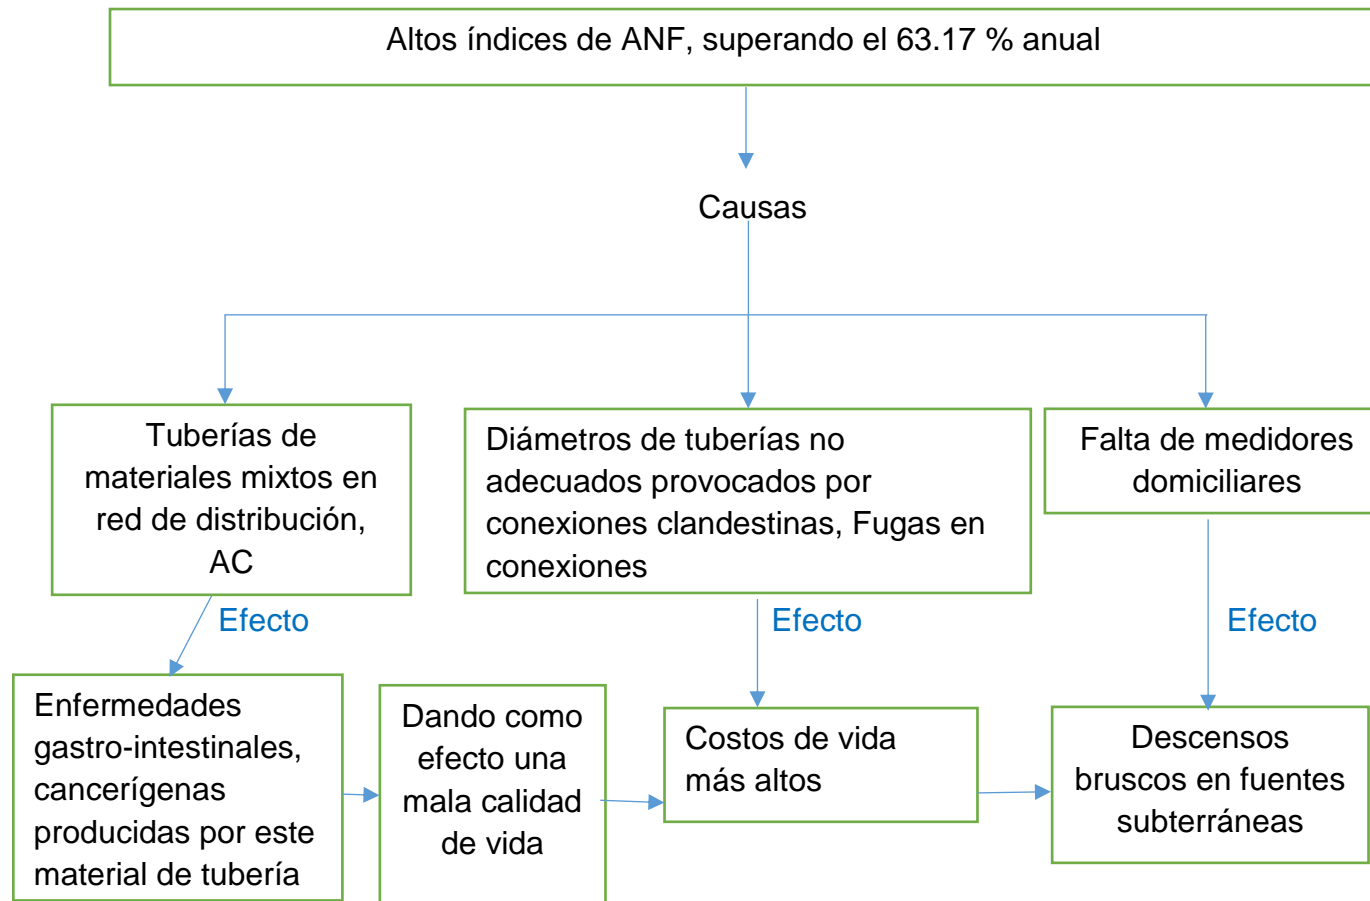 Altos índices de ANF, superando el 63.17 % anual
Causas
Tuberías de
materiales mixtos en
red de distribución,
AC
Diámetros de tuberías no
adecuados provocados por
conexiones clandestinas, Fugas en
conexiones
Falta de medidores
domiciliares
Efecto
Efecto
Efecto
Enfermedades
gastro-intestinales,
cancerígenas
producidas por este
material de tubería
Dando como
efecto una
mala calidad
de vida
Costos de vida
más altos
Descensos
bruscos en fuentes
subterráneas